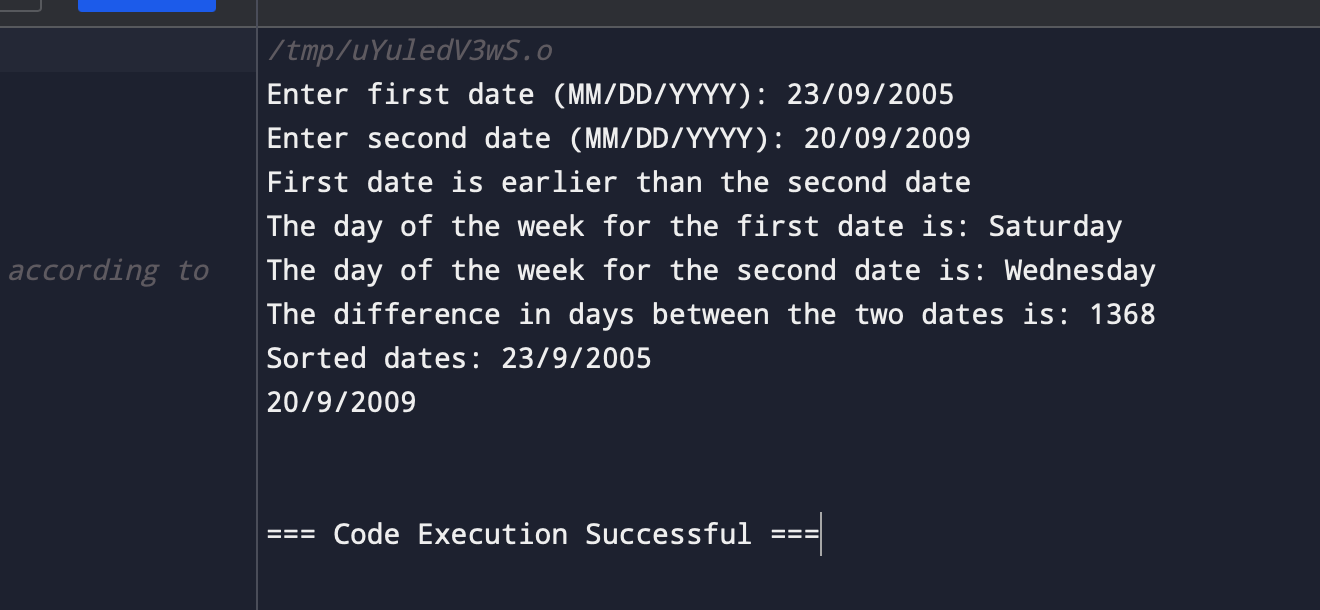 /tmp/uYuledV3wS.o
Enter first date (MM/DD/YYYY): 23/09/2005
Enter second date (MM/DD/YYYY): 20/09/2009
First date is earlier than the second date
The day of the week for the first date is: Saturday
according to
The day of the week for the second date is: Wednesday
The difference in days between the two dates is: 1368
Sorted dates: 23/9/2005
20/9/2009
=== Code Execution Successful ===